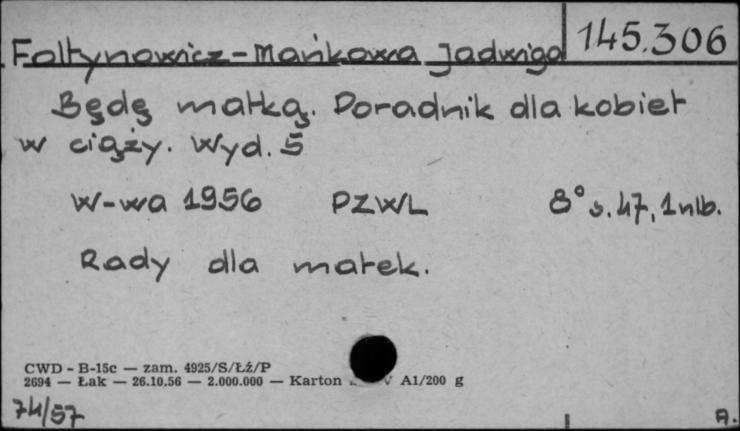 145.306
Foltynowicz-Mańkowa Jadwiga
Będę matką. Poradnik dla kobiet
w ciąży. Wyd. 5
W-wa 1956 PZWL 8° s. 47, 1 nlb.
Rady dla matek.
CWD - B-15c — zam. 4925/S/Łż/P
2694 — Łak — 26.10.56 — 2.000.000 — Karton V A1/200 g
74/57
A.